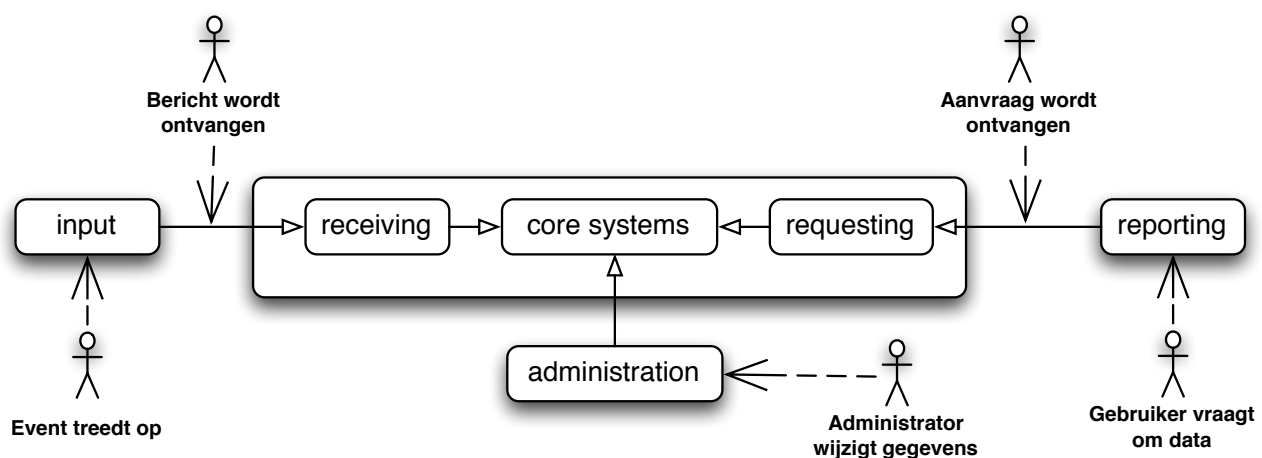 Bericht wordt
ontvangen
Aanvraag wordt
ontvangen
input
receiving
core systems
requesting
reporting
administration
Event treedt op
Administrator
wijzigt gegevens
Gebruiker vraagt
om data